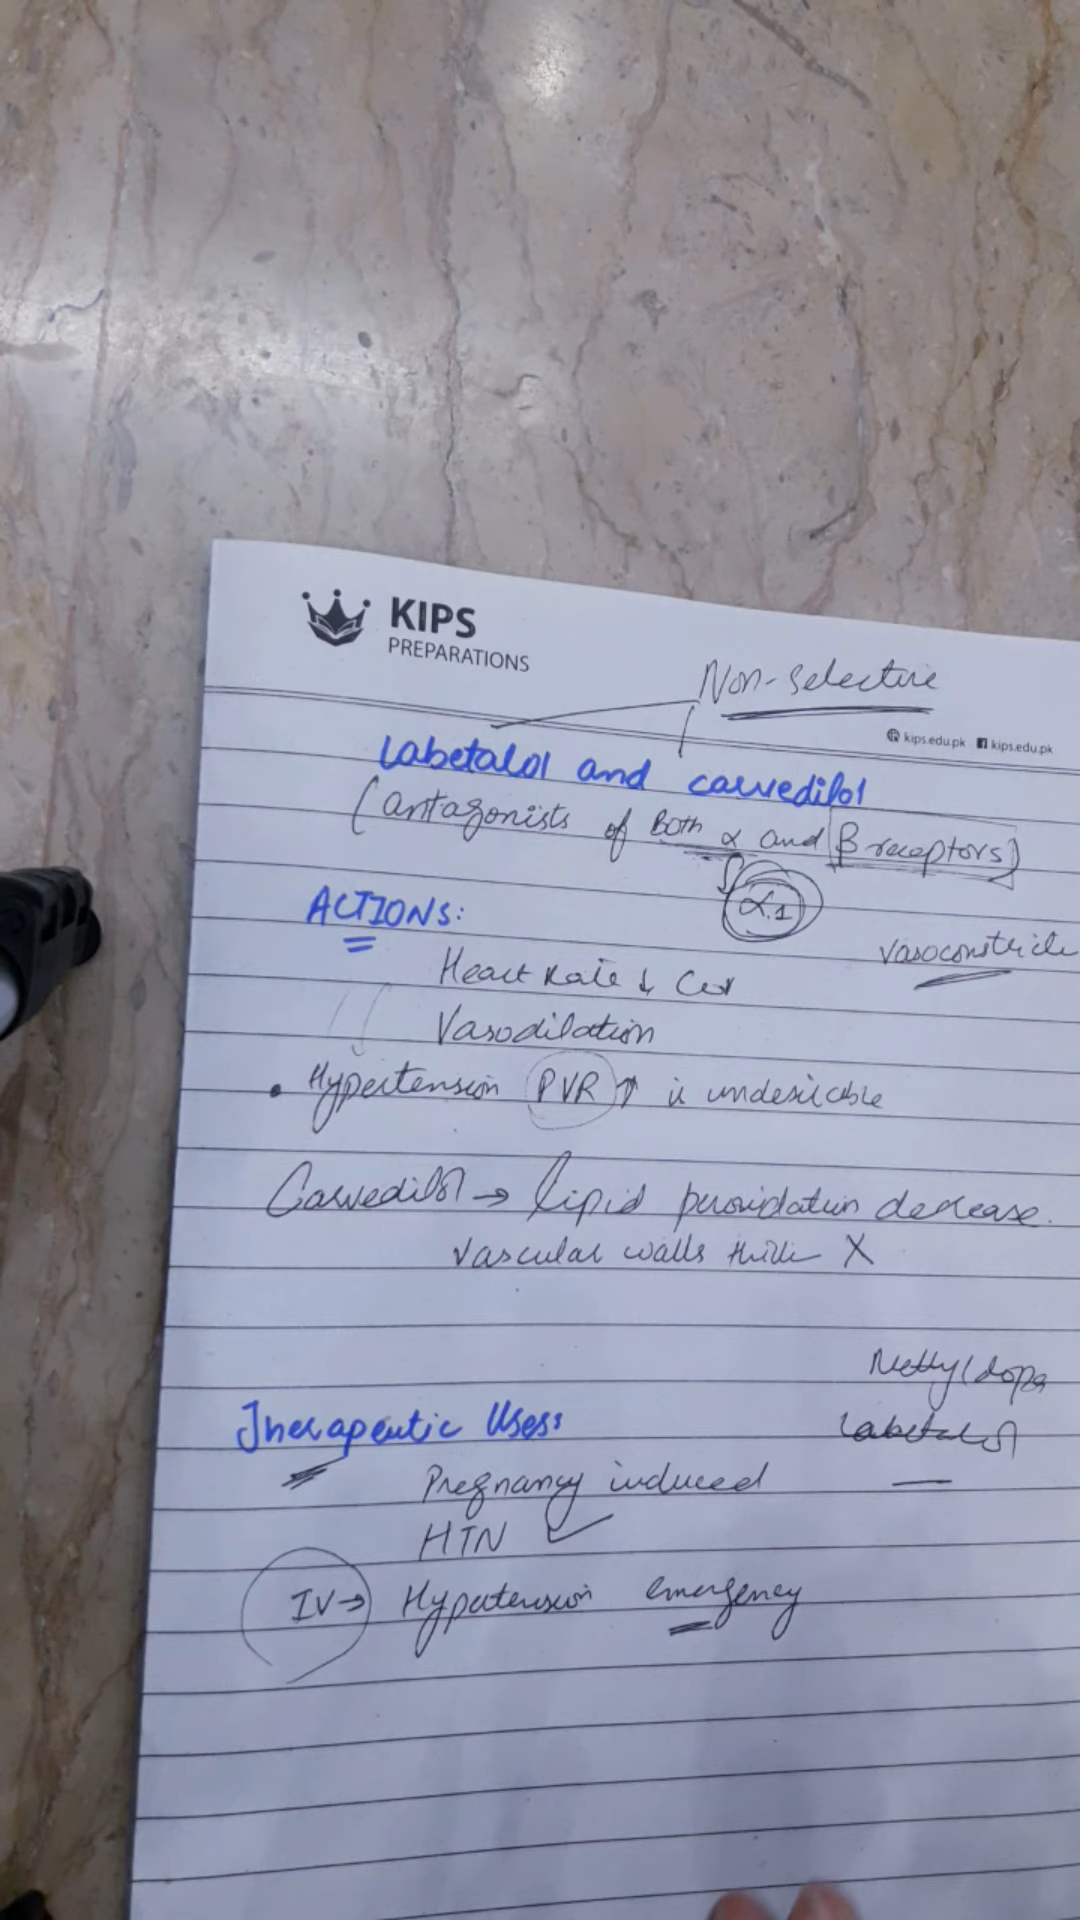 KIPS
PREPARATIONS
Non-selective
kips.edu.pk kips.edu.pk
Labetalol and carvedilol
(antagonists of Both α and β receptors)
α1
ACTIONS:
vasoconstric
Heart Rate ↓
Vasodilation
• Hypertension PVR ↑ is undesirable
Carvedilol → lipid peroxidation decrease.
Vascular walls thick X
Methyldopa
Therapeutic Uses:
Labetalol
Pregnancy induced
HTN ✓
IV → Hypertension emergency